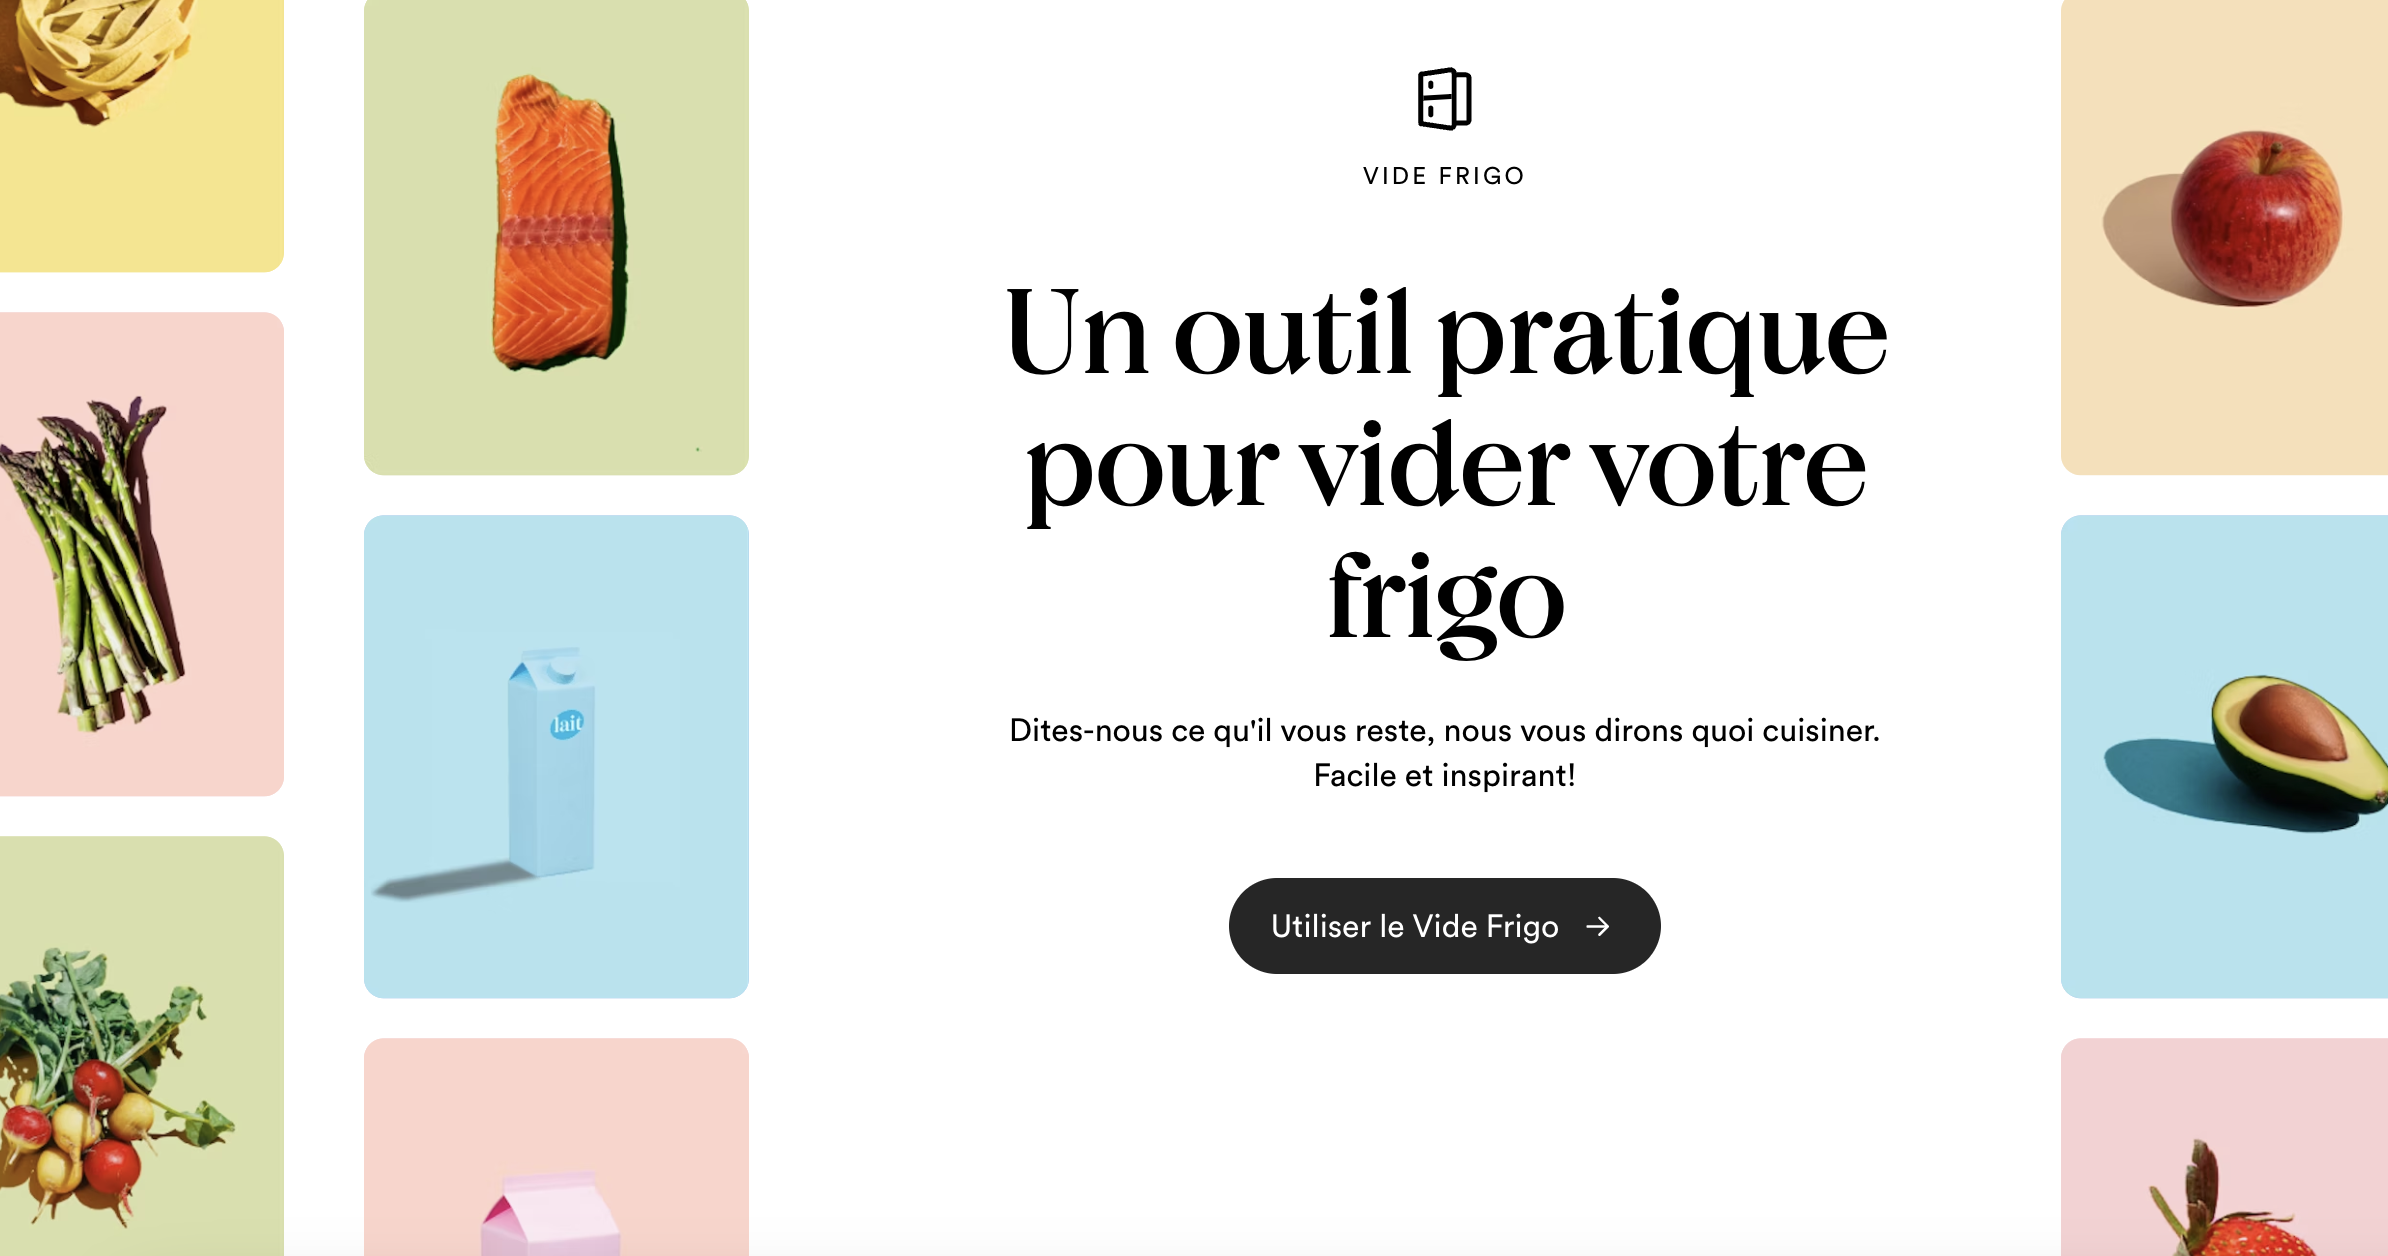 VIDE FRIGO
Un outil pratique
pour vider votre
frigo
Dites-nous ce qu'il vous reste, nous vous dirons quoi cuisiner.
Facile et inspirant!
Utiliser le Vide Frigo
lait